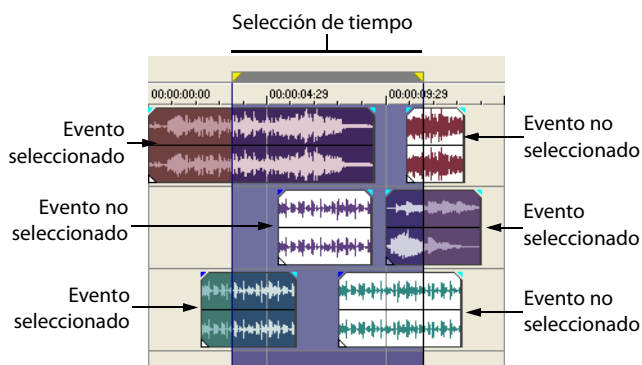 Selección de tiempo
00:00:00:00
00:00:04:29
00:00:09:29
Evento
seleccionado
Evento no
seleccionado
Evento no
seleccionado
Evento
seleccionado
Evento
seleccionado
Evento no
seleccionado